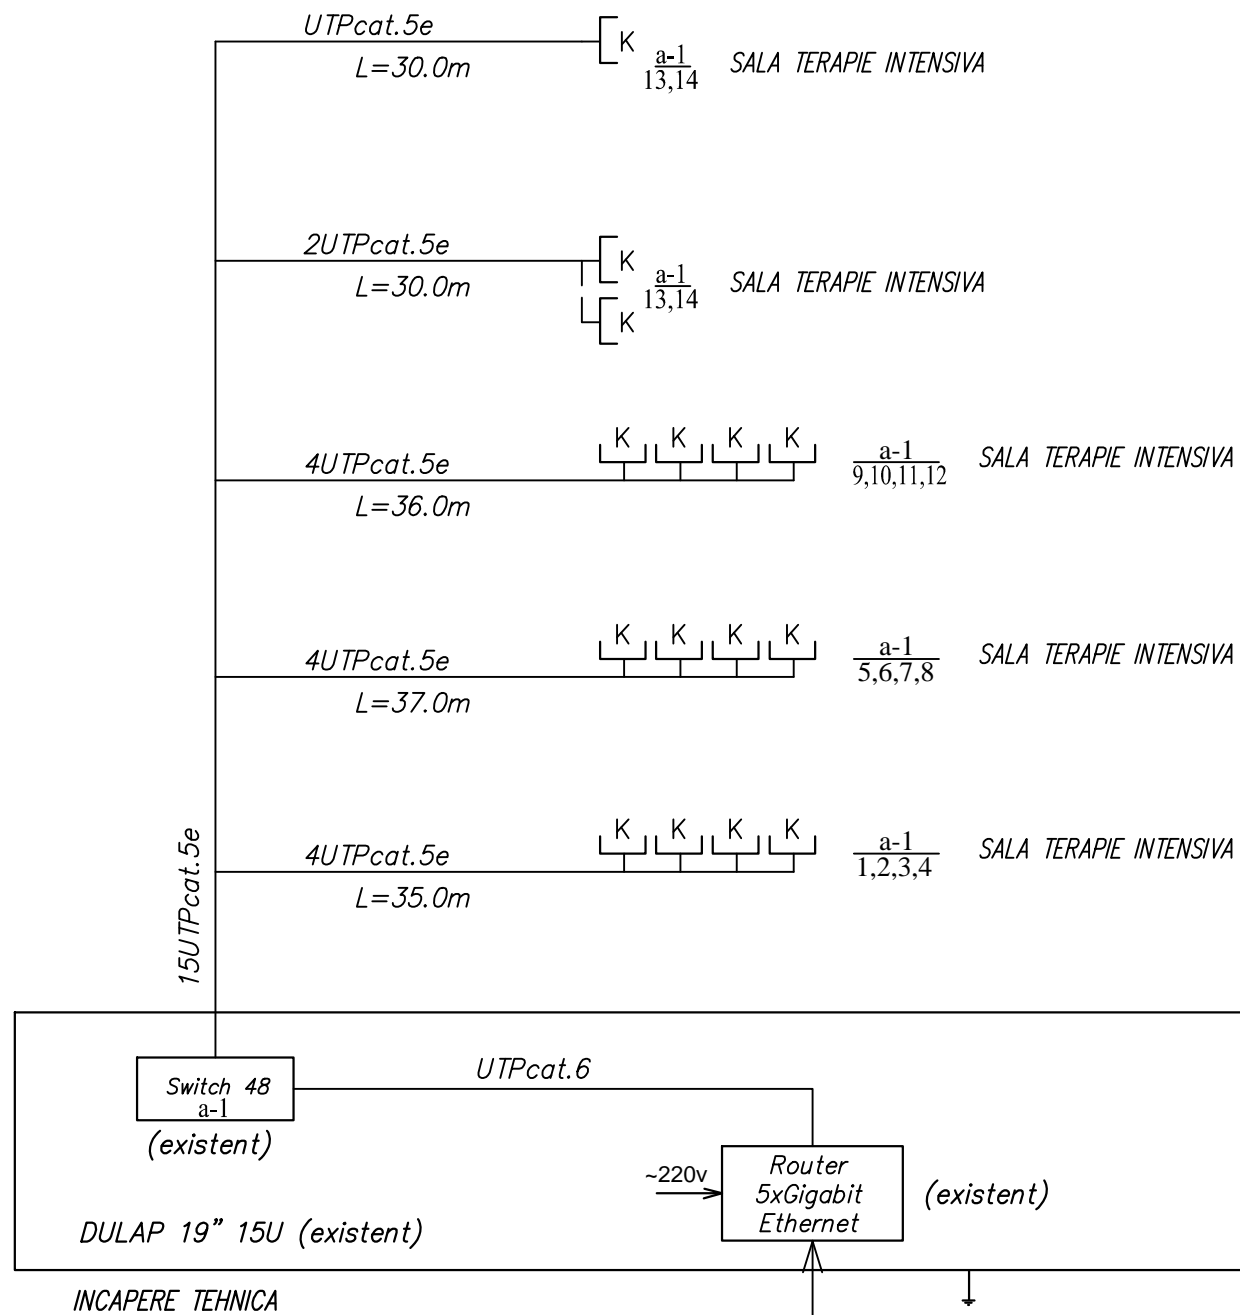 UTPcat.5e
L=30.0m
K
a-1
13,14
SALA TERAPIE INTENSIVA
2UTPcat.5e
L=30.0m
K
K
a-1
13,14
SALA TERAPIE INTENSIVA
4UTPcat.5e
L=36.0m
K K K K
a-1
9,10,11,12
SALA TERAPIE INTENSIVA
4UTPcat.5e
L=37.0m
K K K K
a-1
5,6,7,8
SALA TERAPIE INTENSIVA
4UTPcat.5e
L=35.0m
K K K K
a-1
1,2,3,4
SALA TERAPIE INTENSIVA
15UTPcat.5e
Switch 48
a-1
(existent)
UTPcat.6
~220v
Router
5xGigabit
Ethernet
(existent)
DULAP 19" 15U (existent)
INCAPERE TEHNICA